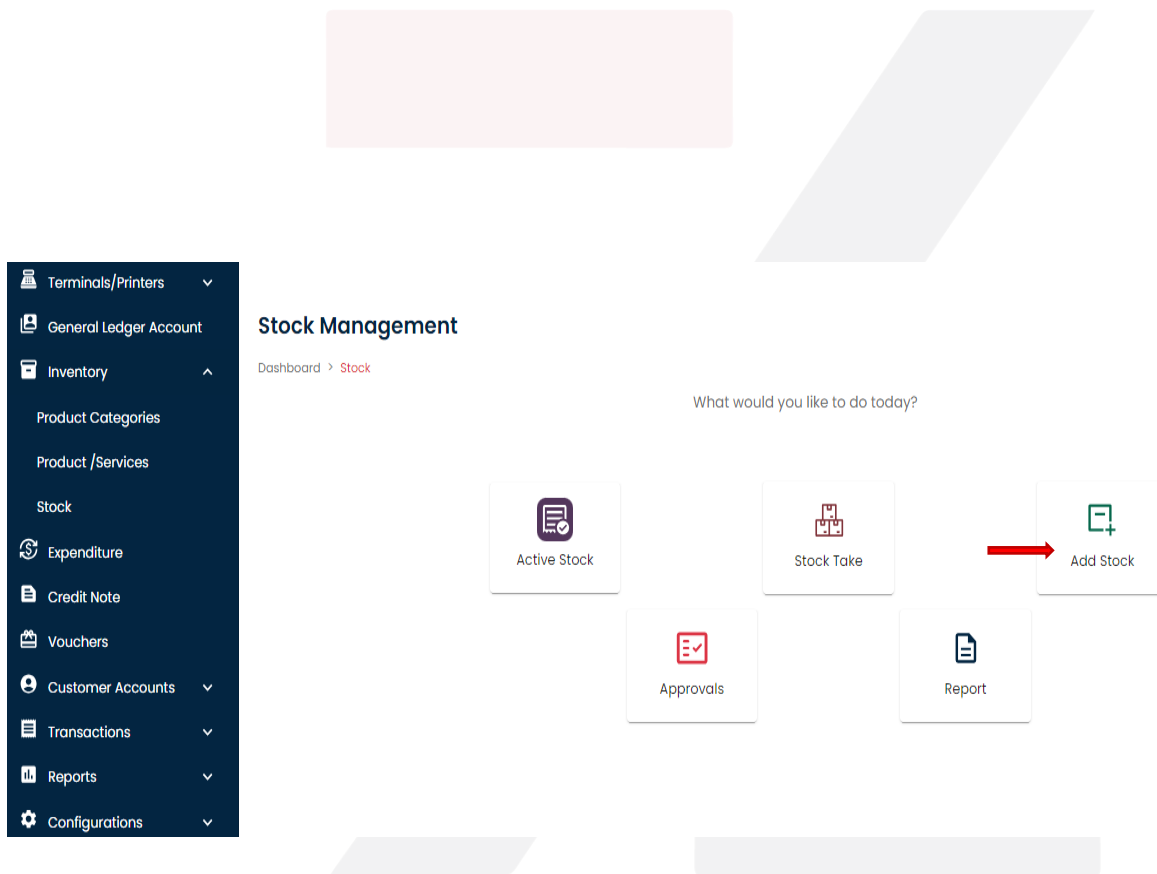 Terminals/Printers
General Ledger Account
Inventory
Product Categories
Product /Services
Stock
Expenditure
Credit Note
Vouchers
Customer Accounts
Transactions
Reports
Configurations
Stock Management
Dashboard > Stock
What would you like to do today?
Active Stock
Stock Take
Add Stock
Approvals
Report